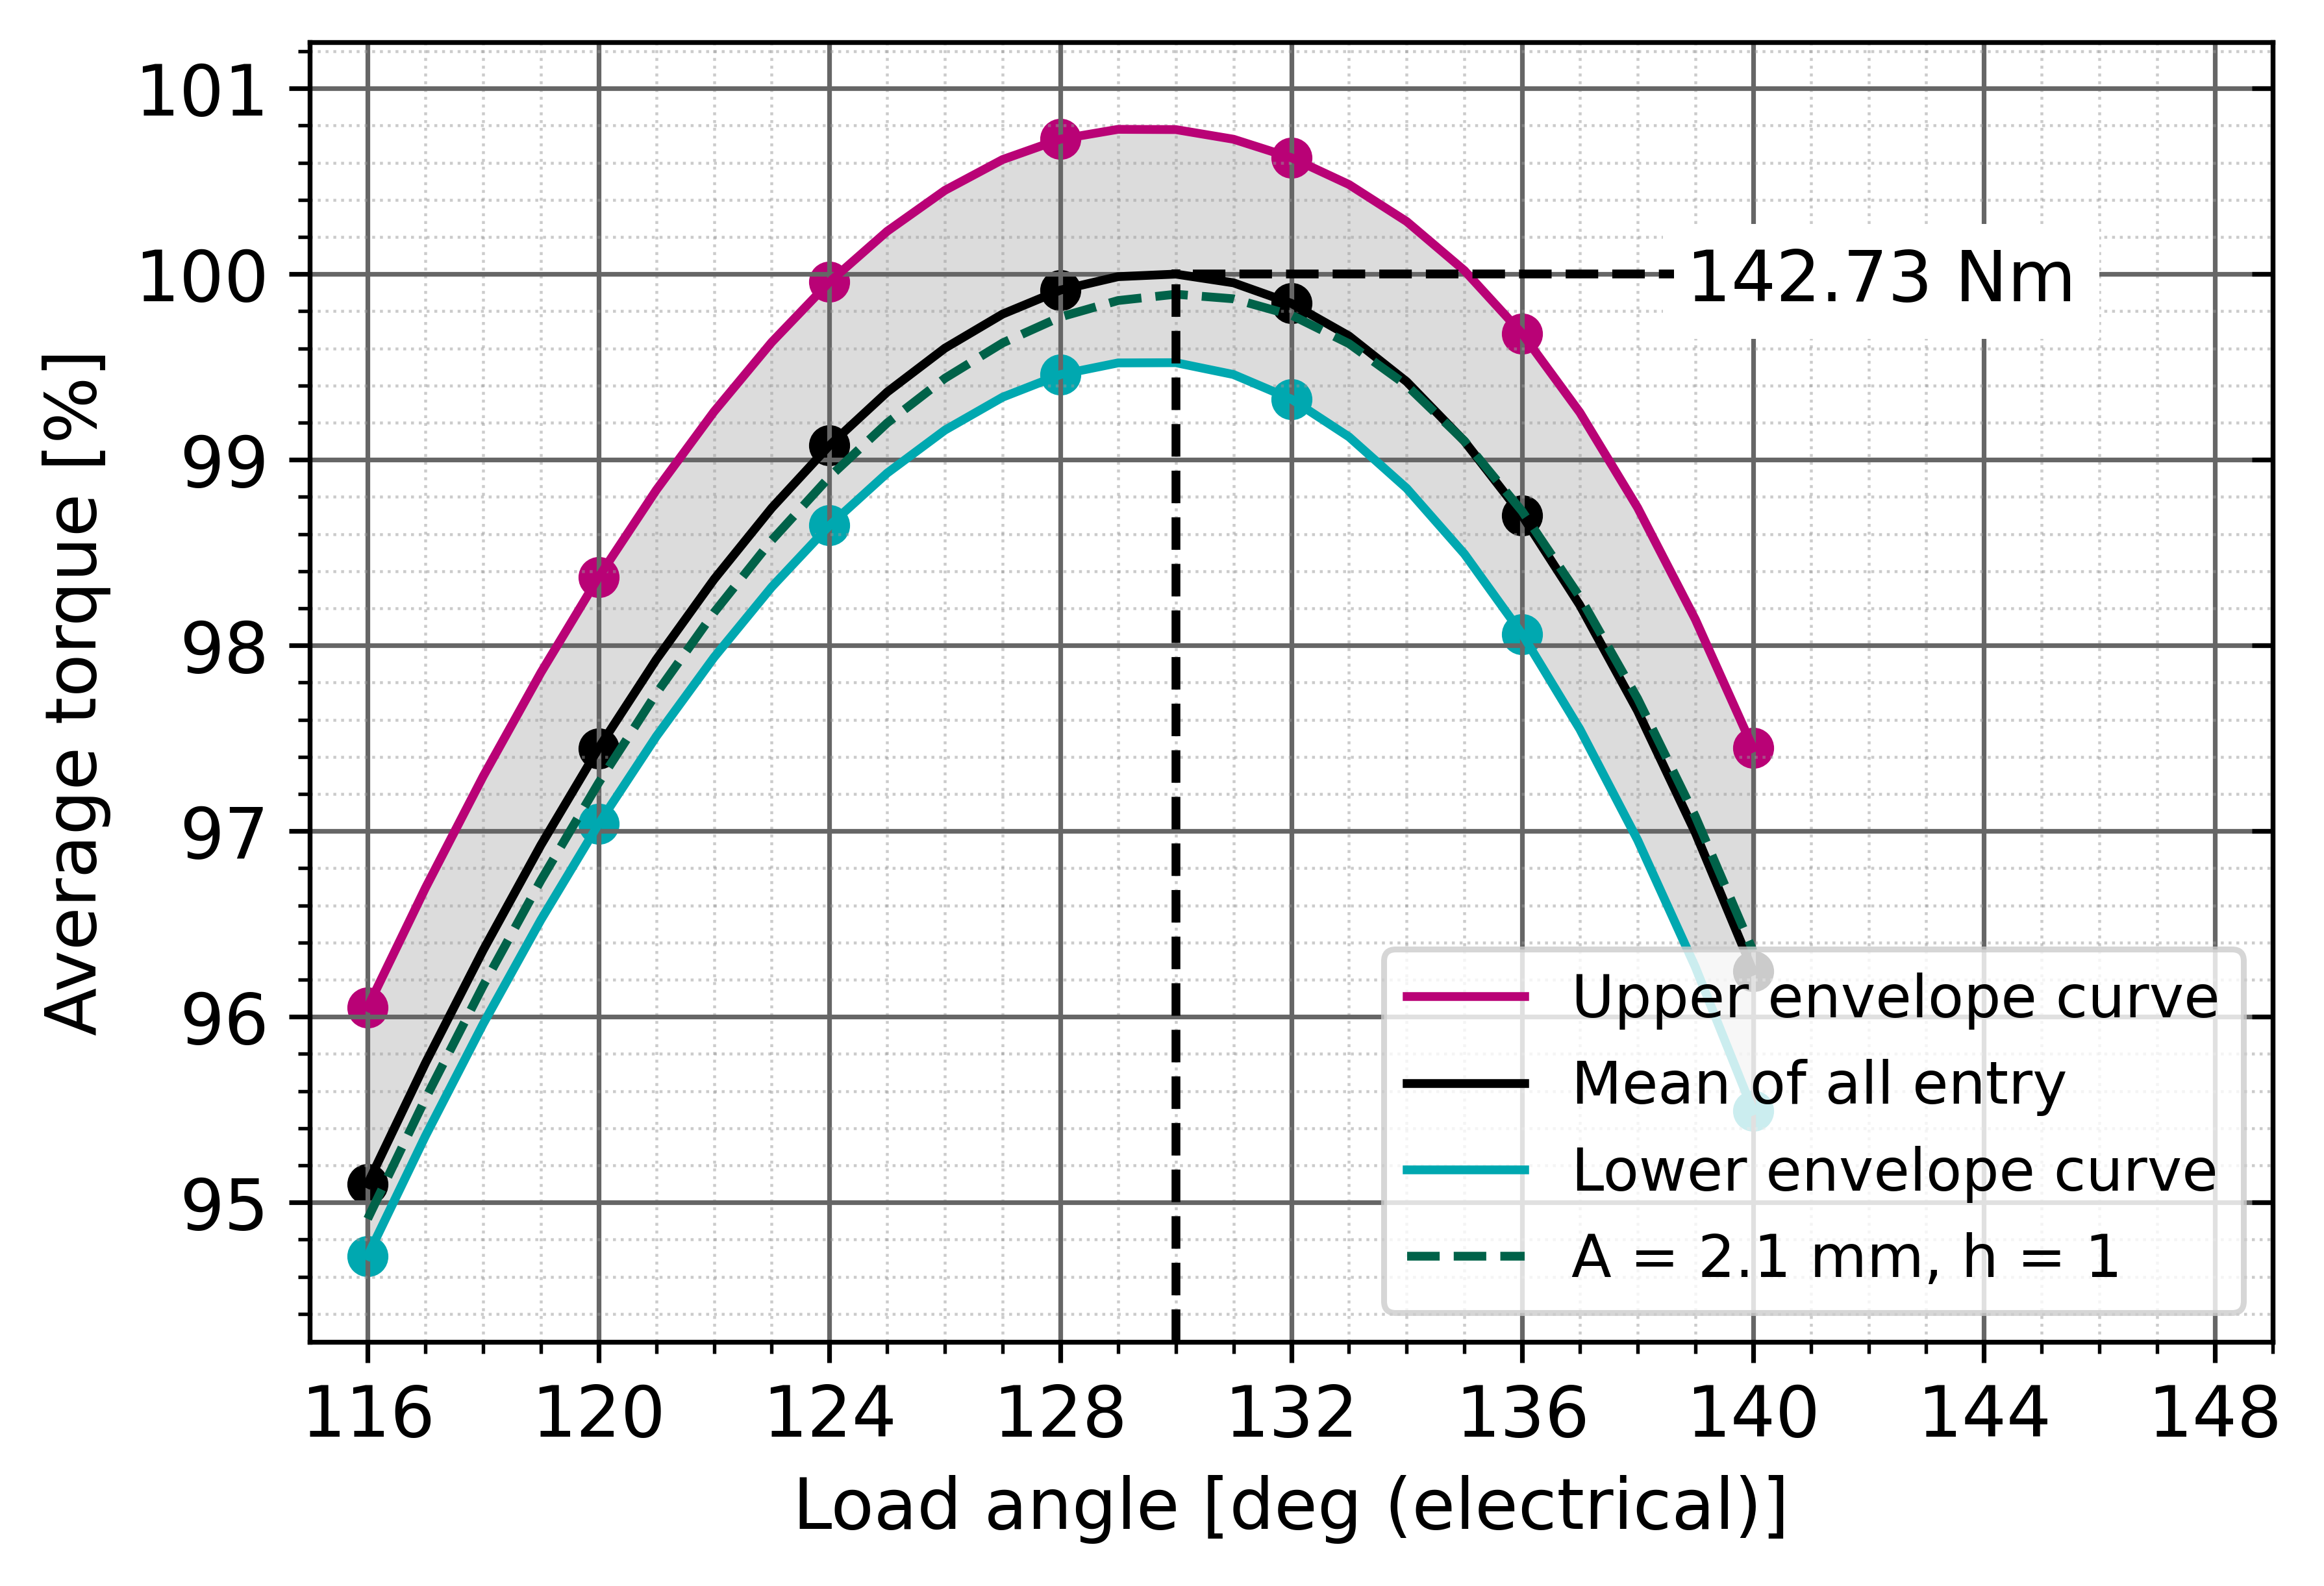 Average torque [%]
101
100
99
98
97
96
95
142.73 Nm
Upper envelope curve
Mean of all entry
Lower envelope curve
A = 2.1 mm, h = 1
116 120 124 128 132 136 140 144 148
Load angle [deg (electrical)]